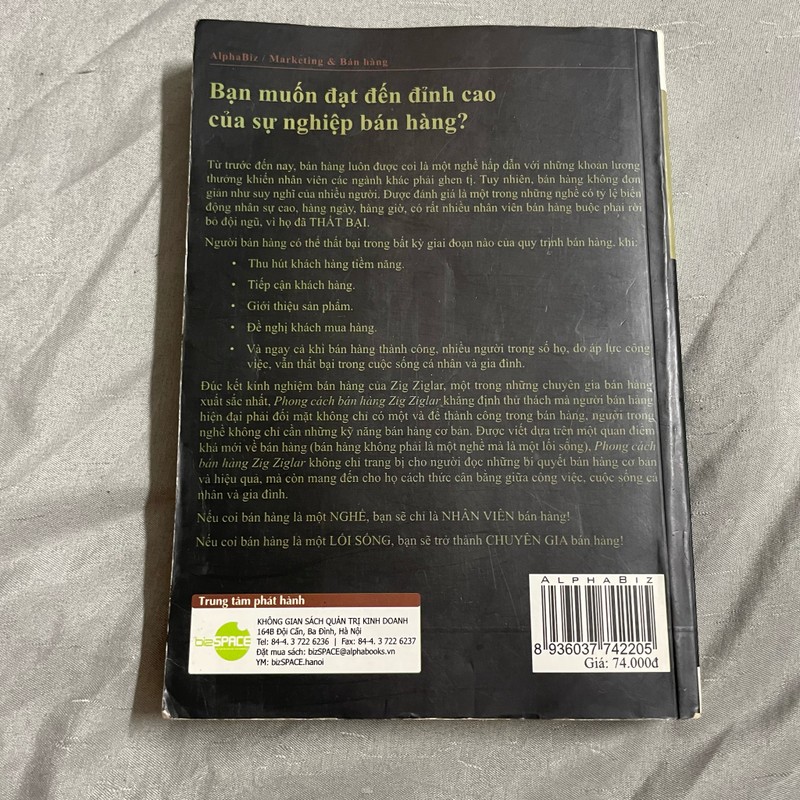 AlphaBiz / Marketing & Bán hàng
Bạn muốn đạt đến đỉnh cao
của sự nghiệp bán hàng?
Từ trước đến nay, bán hàng luôn được coi là một nghề hấp dẫn với những khoản lương
thưởng khiến nhân viên các ngành khác phải ghen tị. Tuy nhiên, bán hàng không đơn
giản như suy nghĩ của nhiều người. Được đánh giá là một trong những nghề có tỷ lệ biến
động nhân sự cao, hàng ngày, hàng giờ, có rất nhiều nhân viên bán hàng buộc phải rời
bỏ đội ngũ, vì họ đã THẤT BẠI.
Người bán hàng có thể thất bại trong bất kỳ giai đoạn nào của quy trình bán hàng, khi:
• Thu hút khách hàng tiềm năng.
• Tiếp cận khách hàng.
• Giới thiệu sản phẩm.
• Đề nghị khách mua hàng.
• Và ngay cả khi bán hàng thành công, nhiều người trong số họ, do áp lực công
việc, vẫn thất bại trong cuộc sống cá nhân và gia đình.
Đúc kết kinh nghiệm bán hàng của Zig Ziglar, một trong những chuyên gia bán hàng
xuất sắc nhất, Phong cách bán hàng Zig Ziglar khẳng định thử thách mà người bán hàng
hiện đại phải đối mặt không chỉ có một và để thành công trong bán hàng, người trong
nghề không chỉ cần những kỹ năng bán hàng cơ bản. Được viết dựa trên một quan điểm
khá mới về bán hàng (bán hàng không phải là một nghề mà là một lối sống), Phong cách
bán hàng Zig Ziglar không chỉ trang bị cho người đọc những bí quyết bán hàng cơ bản
và hiệu quả, mà còn mang đến cho họ cách thức cân bằng giữa công việc, cuộc sống cá
nhân và gia đình.
Nếu coi bán hàng là một NGHỀ, bạn sẽ chỉ là NHÂN VIÊN bán hàng!
Nếu coi bán hàng là một LỐI SỐNG, bạn sẽ trở thành CHUYÊN GIA bán hàng!
Trung tâm phát hành
bizSPACE
KHÔNG GIAN SÁCH QUẢN TRỊ KINH DOANH
164B Đội Cấn, Ba Đình, Hà Nội
Tel: 84-4. 3 722 6236 | Fax: 84-4. 3 722 6237
Đặt mua sách: bizSPACE@alphabooks.vn
YM: bizSPACE.hanoi
ALPHABIZ
8 936037 742205
Giá: 74.000đ